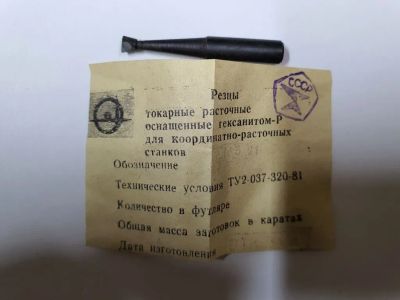 СССР
Резцы
токарные расточные
оснащенные гексанитом-Р
для координатно-расточных
станков
Обозначение
Технические условия ТУ2-037-320-81
Количество в футляре
Общая масса заготовок в каратах
Дата изготовления